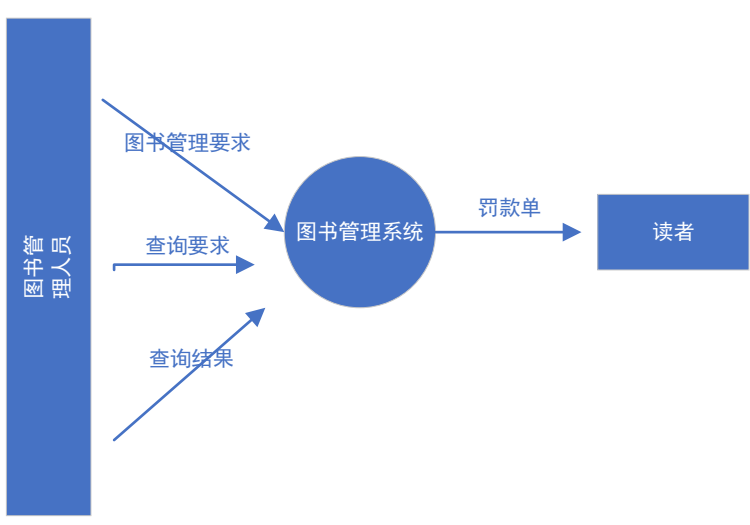 图书管
理人员
图书管理要求
查询要求
查询结果
图书管理系统
罚款单
读者